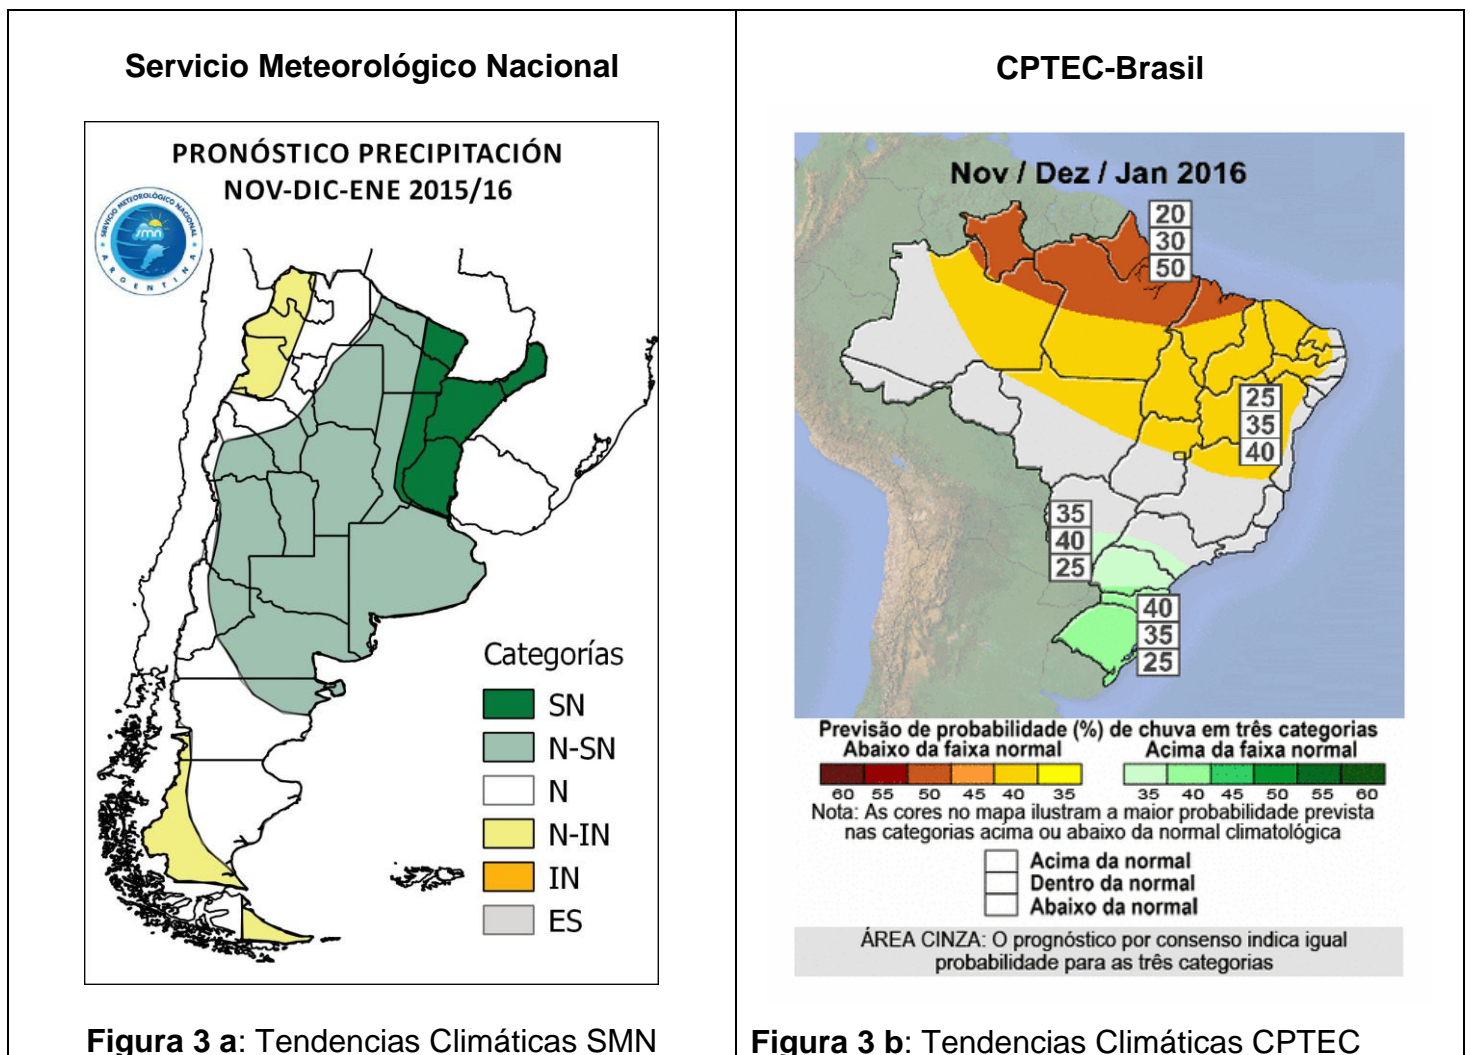 Servicio Meteorológico Nacional
PRONÓSTICO PRECIPITACIÓN
NOV-DIC-ENE 2015/16
SERVICIO METEOROLÓGICO NACIONAL
smn
ARGENTINA
Categorías
SN
N-SN
N
N-IN
IN
ES
Figura 3 a: Tendencias Climáticas SMN
CPTEC-Brasil
Nov / Dez / Jan 2016
20
30
50
25
35
40
35
40
25
40
35
25
Previsão de probabilidade (%) de chuva em três categorias
Abaixo da faixa normal Acima da faixa normal
60 55 50 45 40 35 35 40 45 50 55 60
Nota: As cores no mapa ilustram a maior probabilidade prevista
nas categorias acima ou abaixo da normal climatológica
Acima da normal
Dentro da normal
Abaixo da normal
ÁREA CINZA: O prognóstico por consenso indica igual
probabilidade para as três categorias
Figura 3 b: Tendencias Climáticas CPTEC